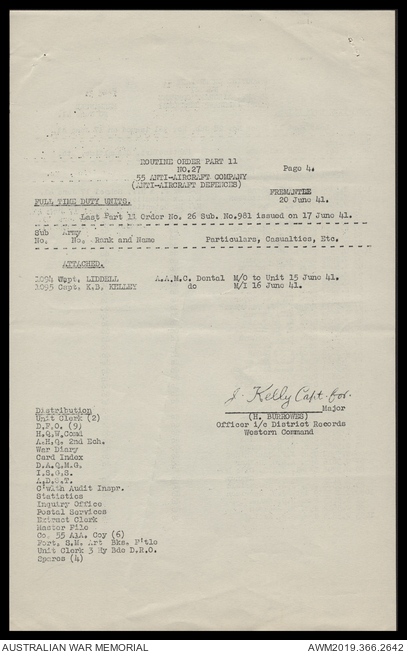 ROUTINE ORDER PART 11
NO.27 Page 4.
55 ANTI-AIRCRAFT COMPANY
(ANTI-AIRCRAFT DEFENCES)
FREMANTLE
FULL TIME DUTY UNITS. 20 June 41.
Last Part 11 Order No. 26 Sub. No.981 issued on 17 June 41.
Sub Army
No. No. Rank and Name Particulars, Casualties, Etc.
ATTACHED.
1094 Capt. LIDDELL A.A.M.C. Dental M/O to Unit 15 June 41.
1095 Capt. K.B. KELLEY do M/I 16 June 41.
J. Kelly Capt. for
Major
(H. BURROWES)
Officer i/c District Records
Western Command
Distribution
Unit Clerk (2)
D.F.O. (9)
H.Q.W.Comd
A.H.Q. 2nd Ech.
War Diary
Card Index
D.A.Q.M.G.
I.S.G.S.
A.D.S.T.
C'with Audit Inspr.
Statistics
Inquiry Office
Postal Services
Extract Clerk
Master File
Co. 55 A.A. Coy (6)
Fort. S.M. Art Bks. F'tle
Unit Clerk 3 Hy Bde D.R.O.
Spares (4)
AUSTRALIAN WAR MEMORIAL AWM2019.366.2642